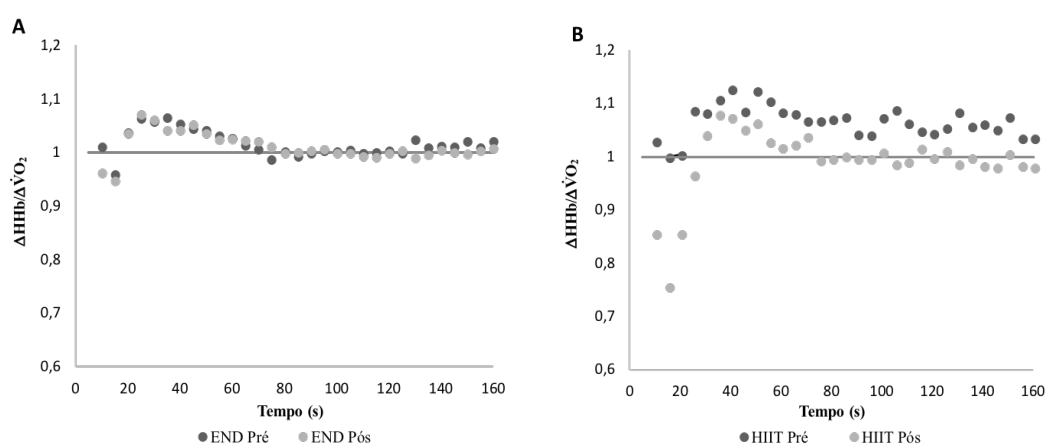 A
1,2
1,1
1
0,9
0,8
0,7
0,6
ΔHHb/ΔV̇O₂
0 20 40 60 80 100 120 140 160
Tempo (s)
END Pré END Pós
B
1,2
1,1
1
0,9
0,8
0,7
0,6
ΔHHb/ΔV̇O₂
0 20 40 60 80 100 120 140 160
Tempo (s)
HIIT Pré HIIT Pós